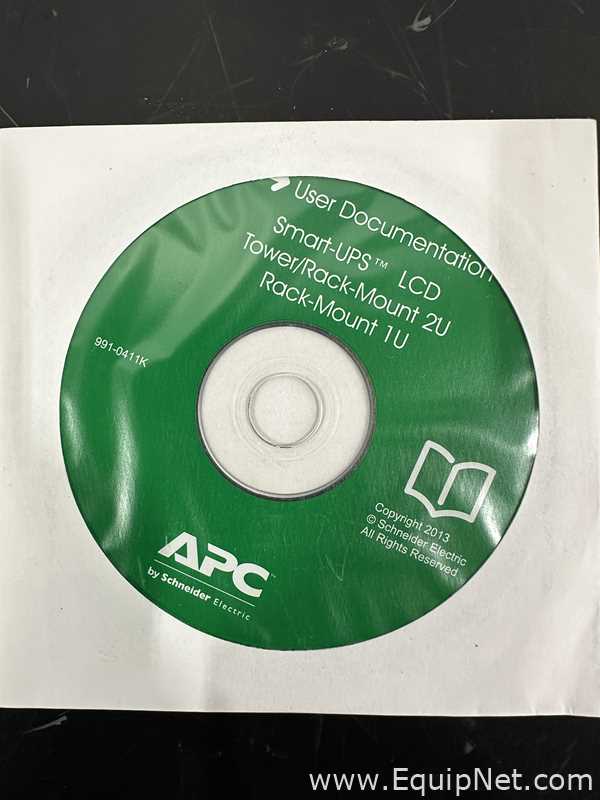 User Documentation
Smart-UPS™ LCD
Tower/Rack-Mount 2U
Rack-Mount 1U
991-0411K
Copyright 2013
© Schneider Electric
All Rights Reserved
APC™
by Schneider Electric
www.EquipNet.com